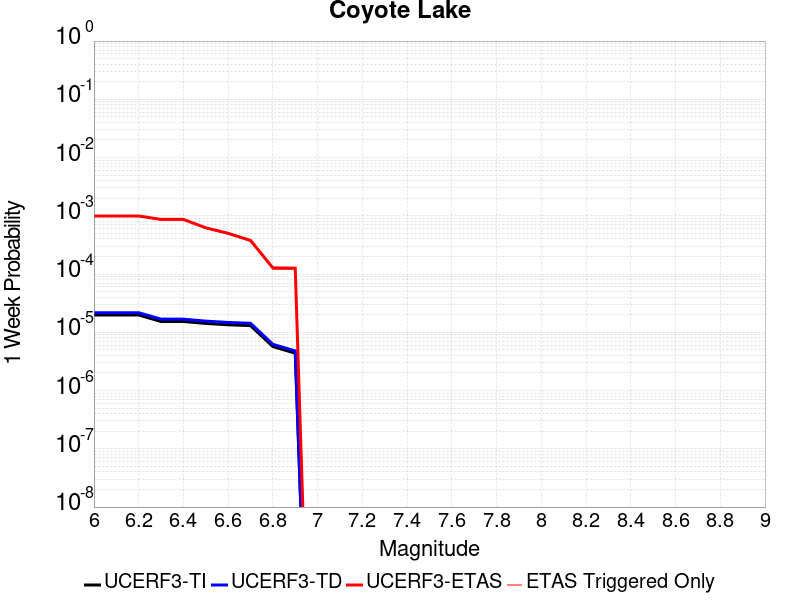 Coyote Lake
1 Week Probability
10^0
10^-1
10^-2
10^-3
10^-4
10^-5
10^-6
10^-7
10^-8
6 6.2 6.4 6.6 6.8 7 7.2 7.4 7.6 7.8 8 8.2 8.4 8.6 8.8 9
Magnitude
UCERF3-TI UCERF3-TD UCERF3-ETAS ETAS Triggered Only